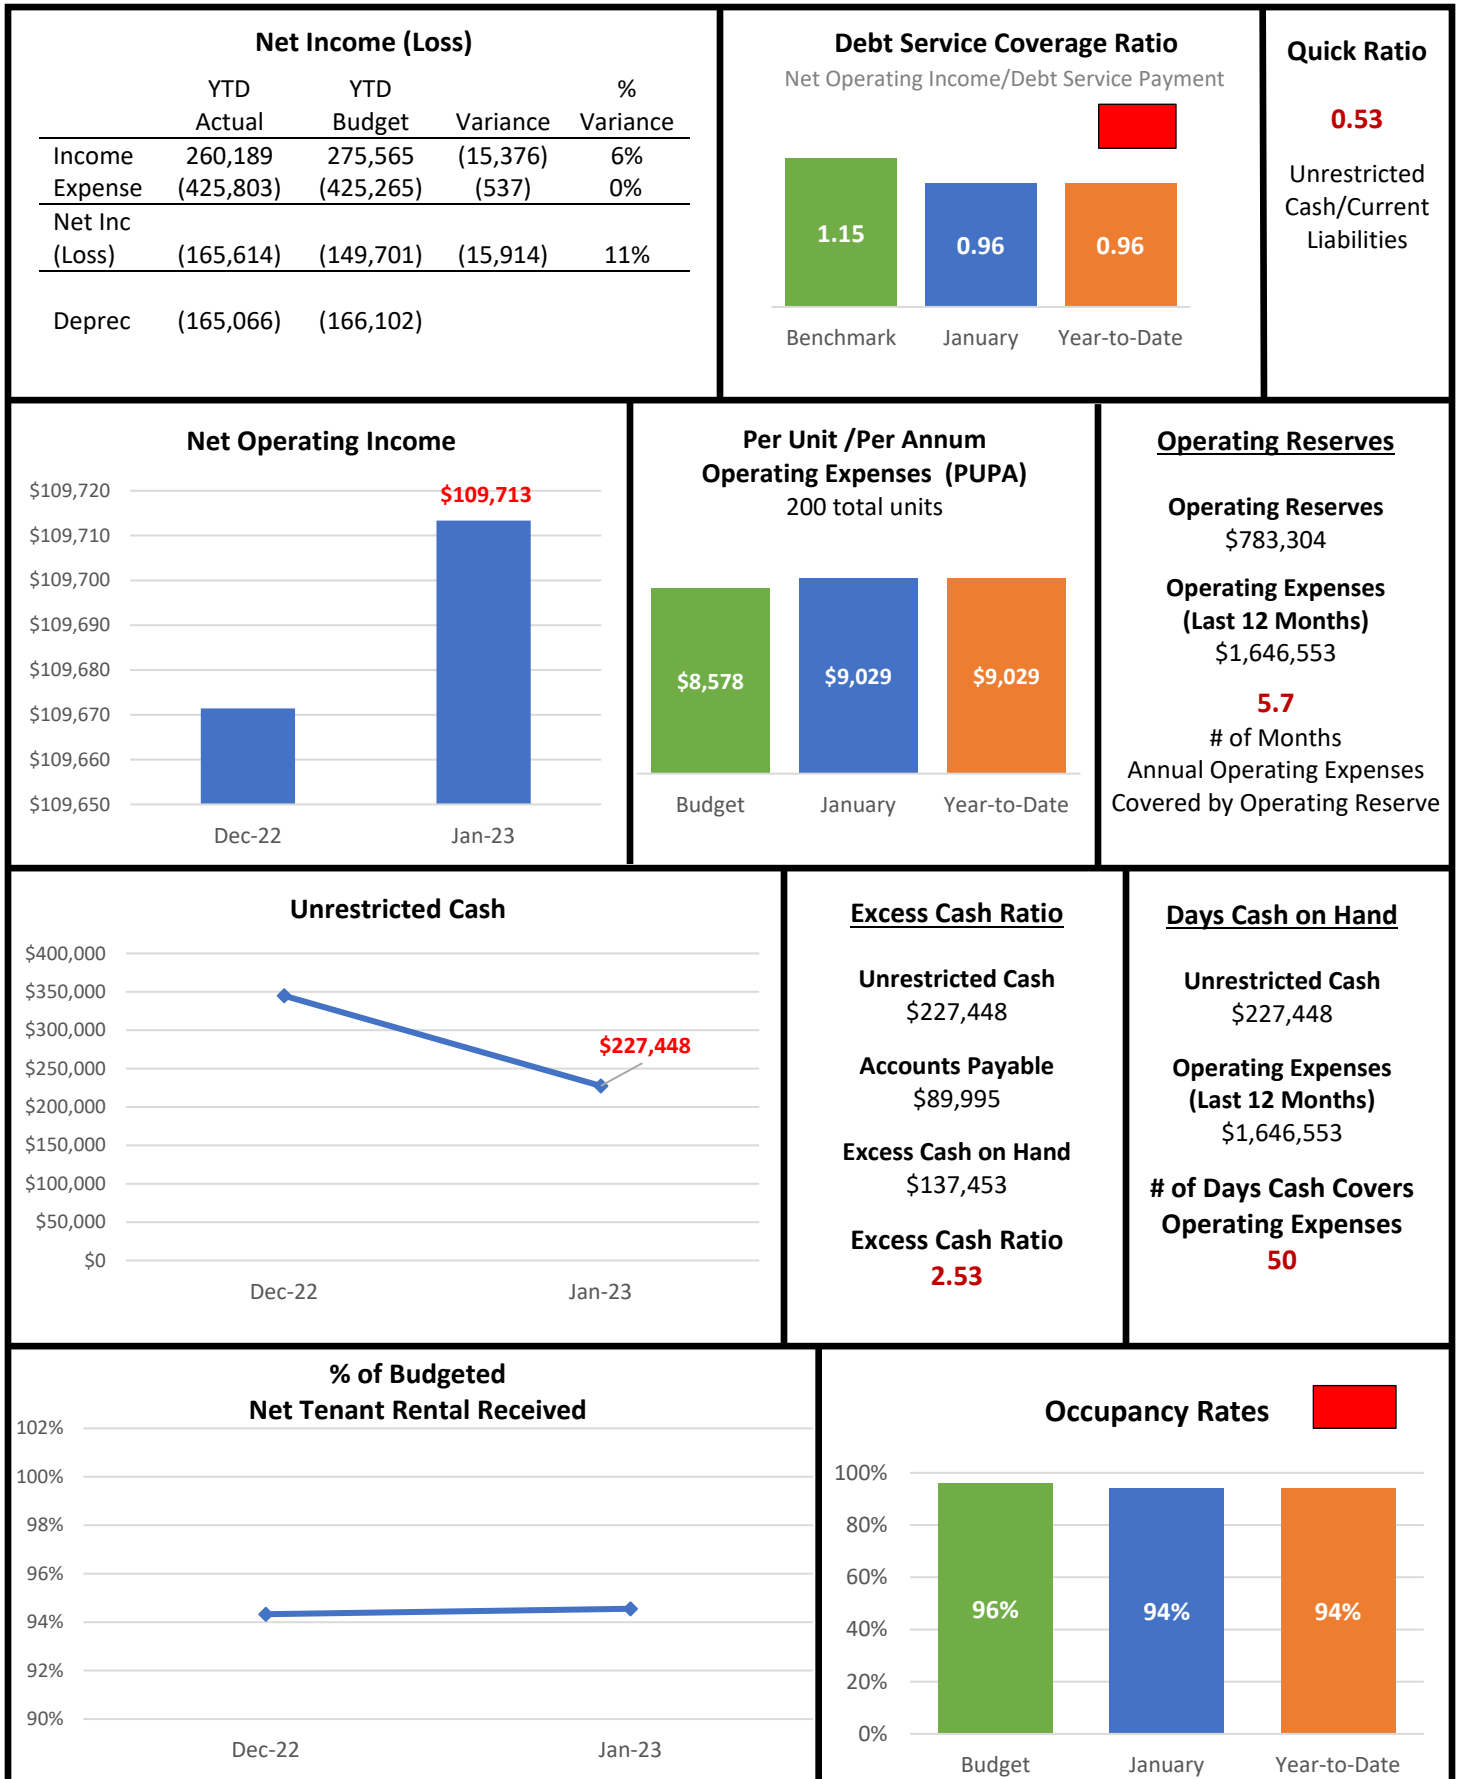 Net Income (Loss)
YTD YTD %
Actual Budget Variance Variance
Income 260,189 275,565 (15,376) 6%
Expense (425,803) (425,265) (537) 0%
Net Inc
(Loss) (165,614) (149,701) (15,914) 11%
Deprec (165,066) (166,102)
Debt Service Coverage Ratio
Net Operating Income/Debt Service Payment
1.15
0.96
0.96
Benchmark January Year-to-Date
Quick Ratio
0.53
Unrestricted
Cash/Current
Liabilities
Net Operating Income
$109,720
$109,710
$109,700
$109,690
$109,680
$109,670
$109,660
$109,650
$109,713
Dec-22 Jan-23
Per Unit /Per Annum
Operating Expenses (PUPA)
200 total units
$8,578
$9,029
$9,029
Budget January Year-to-Date
Operating Reserves
Operating Reserves
$783,304
Operating Expenses
(Last 12 Months)
$1,646,553
5.7
# of Months
Annual Operating Expenses
Covered by Operating Reserve
Unrestricted Cash
$400,000
$350,000
$300,000
$250,000
$200,000
$150,000
$100,000
$50,000
$0
$227,448
Dec-22 Jan-23
Excess Cash Ratio
Unrestricted Cash
$227,448
Accounts Payable
$89,995
Excess Cash on Hand
$137,453
Excess Cash Ratio
2.53
Days Cash on Hand
Unrestricted Cash
$227,448
Operating Expenses
(Last 12 Months)
$1,646,553
# of Days Cash Covers
Operating Expenses
50
% of Budgeted
Net Tenant Rental Received
102%
100%
98%
96%
94%
92%
90%
Dec-22 Jan-23
Occupancy Rates
100%
80%
60%
40%
20%
0%
96%
94%
94%
Budget January Year-to-Date